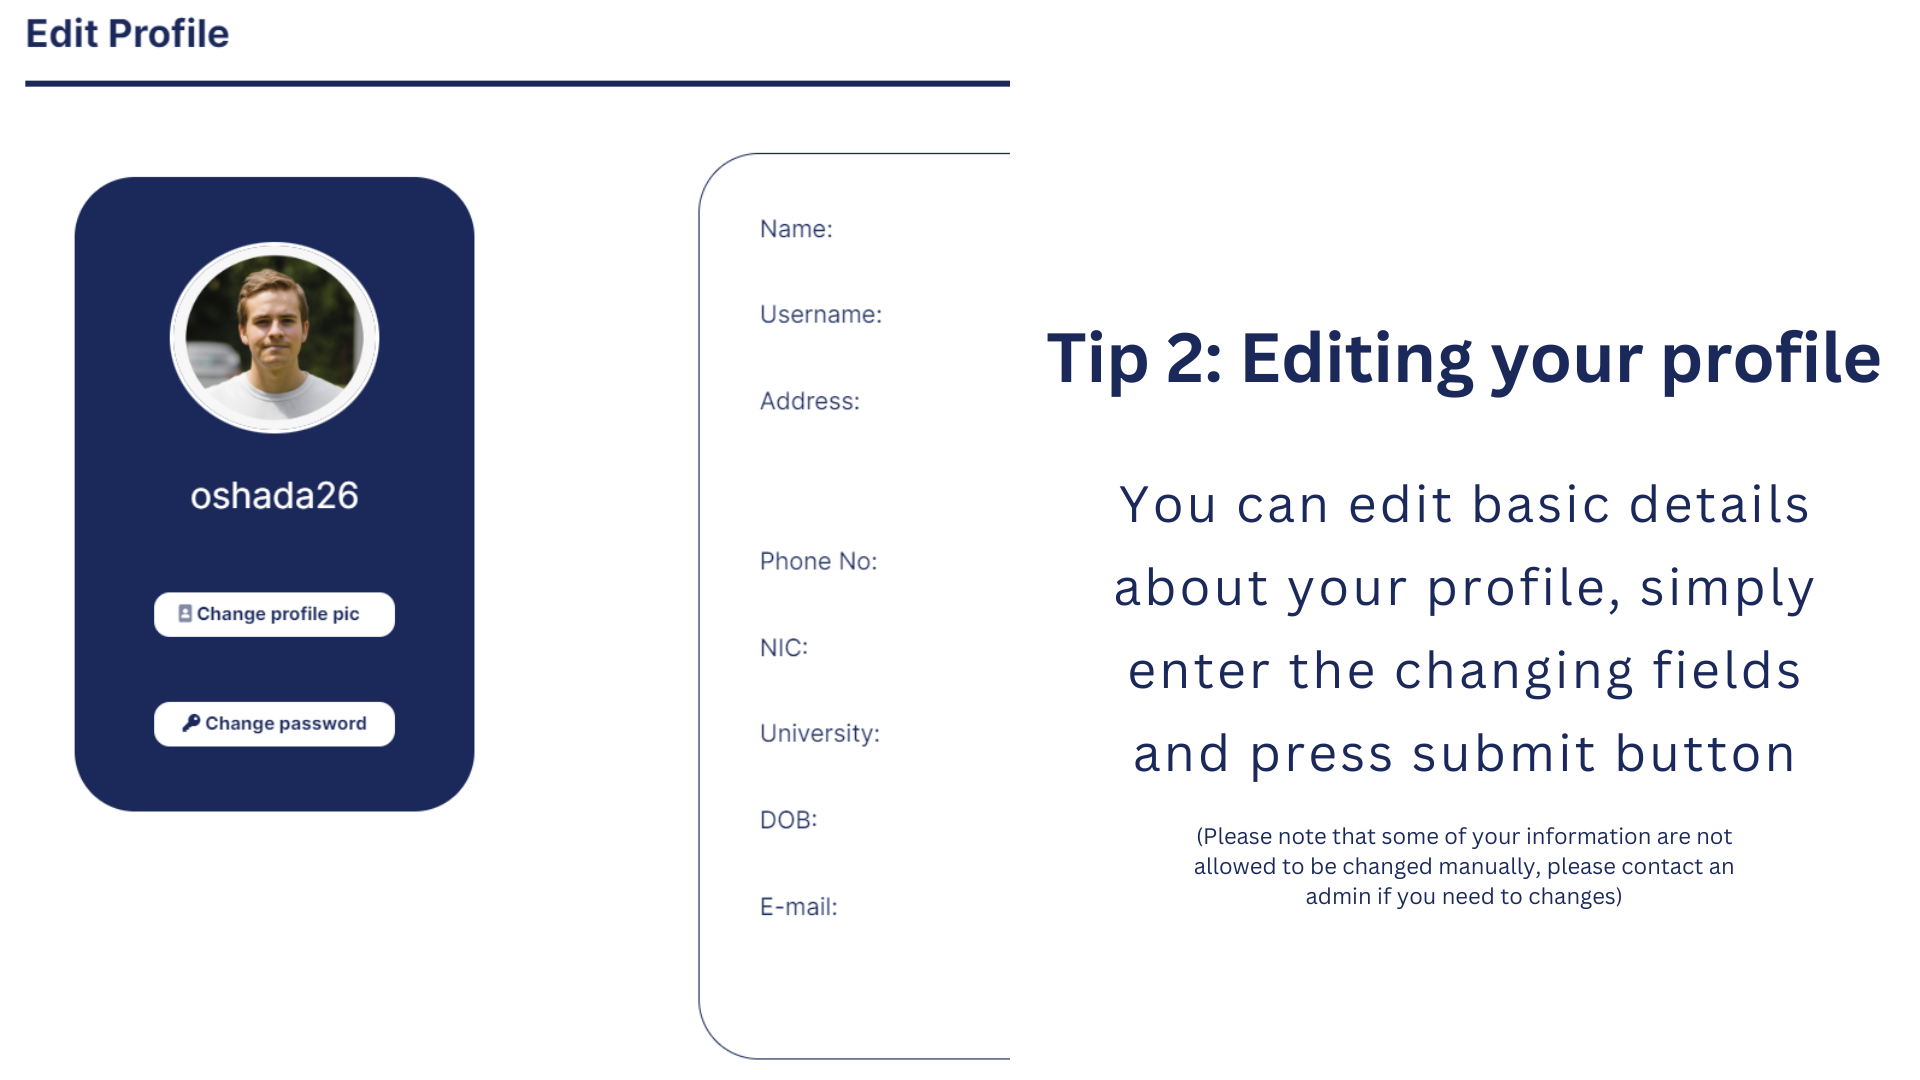 Edit Profile
oshada26
Change profile pic
Change password
Name:
Username:
Address:
Phone No:
NIC:
University:
DOB:
E-mail:
Tip 2: Editing your profile
You can edit basic details
about your profile, simply
enter the changing fields
and press submit button
(Please note that some of your information are not
allowed to be changed manually, please contact an
admin if you need to changes)